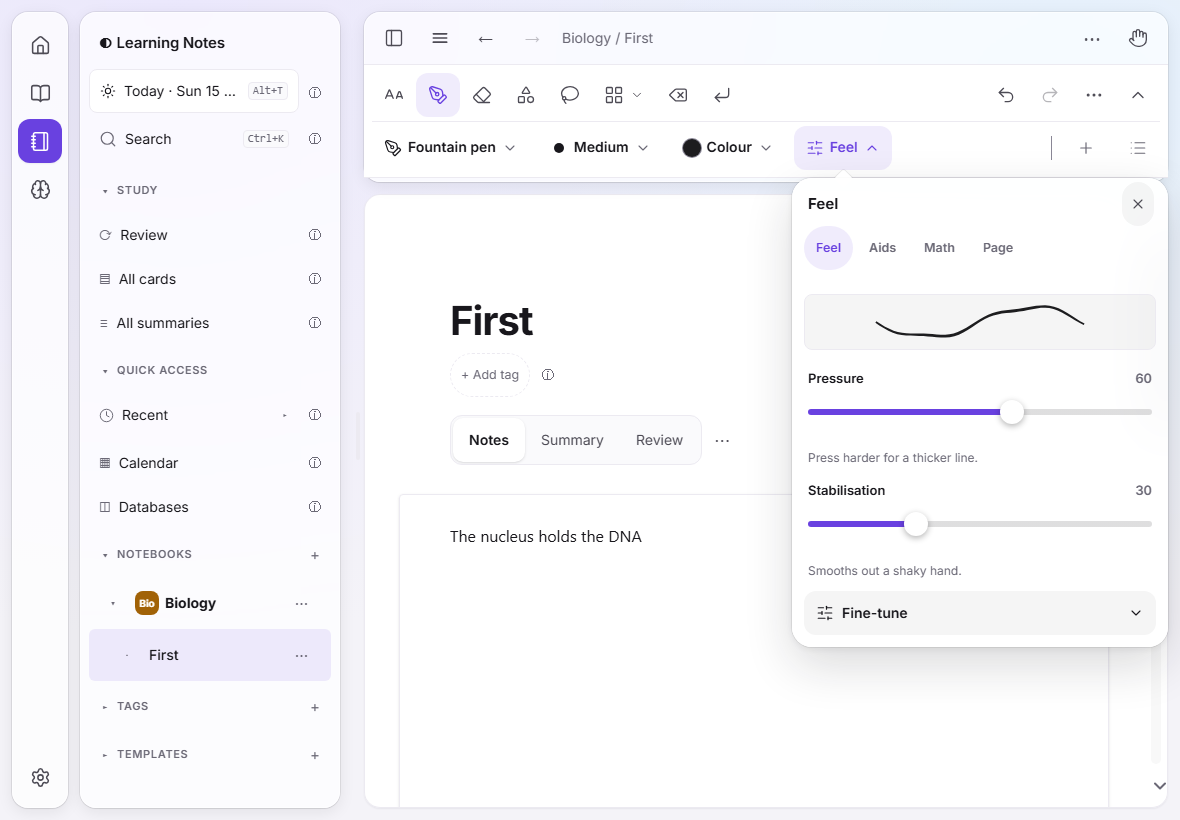 Learning Notes
Today · Sun 15 ...
Alt+T
Search
Ctrl+K
STUDY
Review
All cards
All summaries
QUICK ACCESS
Recent
Calendar
Databases
NOTEBOOKS
Bio
Biology
First
TAGS
TEMPLATES
Biology / First
AA
Fountain pen
Medium
Colour
Feel
First
+ Add tag
Notes
Summary
Review
The nucleus holds the DNA
Feel
Feel
Aids
Math
Page
Pressure
60
Press harder for a thicker line.
Stabilisation
30
Smooths out a shaky hand.
Fine-tune